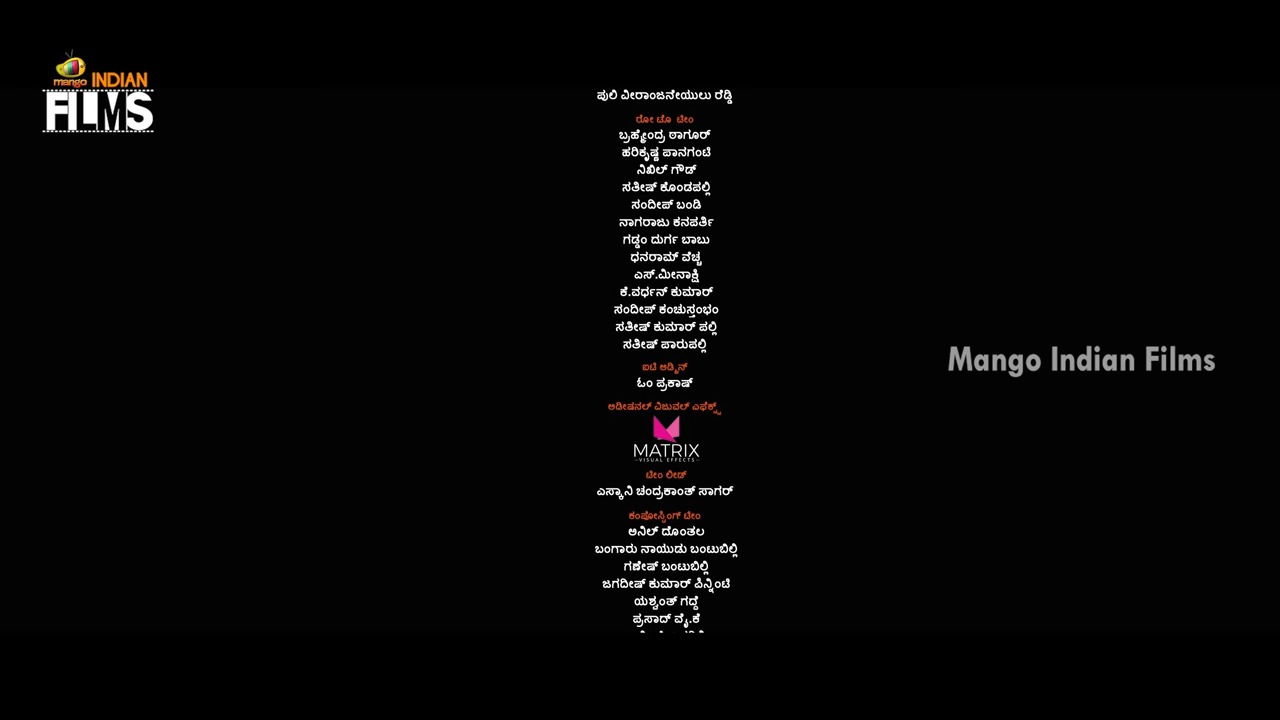 mango INDIAN
FILMS
ಪುಲಿ ವೀರಾಂಜನೇಯುಲು ರೆಡ್ಡಿ
ರೋಟೊ ಟೀಂ
ಬ್ರಹ್ಮೇಂದ್ರ ಠಾಗೂರ್
ಹರಿಕೃಷ್ಣ ಪಾನಗಂಟಿ
ನಿಖಿಲ್ ಗೌಡ್
ಸತೀಷ್ ಕೊಂಡಪಲ್ಲಿ
ಸಂದೀಪ್ ಬಂಡಿ
ನಾಗರಾಜು ಕನಪರ್ತಿ
ಗಡ್ಡಂ ದುರ್ಗ ಬಾಬು
ಧನರಾಮ್ ವೆಚ್ಚ
ಎಸ್.ಮೀನಾಕ್ಷಿ
ಕೆ.ವರ್ಧನ್ ಕುಮಾರ್
ಸಂದೀಪ್ ಕಂಚುಸ್ತಂಭಂ
ಸತೀಷ್ ಕುಮಾರ್ ಪಲ್ಲಿ
ಸತೀಷ್ ಪಾರುಪಲ್ಲಿ
ಐಟಿ ಆಡ್ಮಿನ್
ಓಂ ಪ್ರಕಾಷ್
ಅಡೀಷನಲ್ ವಿಜುವಲ್ ಎಫೆಕ್ಟ್ಸ್
MATRIX
VISUAL EFFECTS
ಟೀಂ ಲೀಡ್
ಎಸ್ಕಾನಿ ಚಂದ್ರಕಾಂತ್ ಸಾಗರ್
ಕಂಪೋಸ್ಟಿಂಗ್ ಟೀಂ
ಅನಿಲ್ ದೊಂತಲ
ಬಂಗಾರು ನಾಯುಡು ಬಂಟುಬಿಲ್ಲಿ
ಗಣೇಷ್ ಬಂಟುಬಿಲ್ಲಿ
ಜಗದೀಷ್ ಕುಮಾರ್ ಪಿನ್ನಿಂಟಿ
ಯಶ್ವಂತ್ ಗದ್ದೆ
ಪ್ರಸಾದ್ ವೈ.ಕೆ
Mango Indian Films